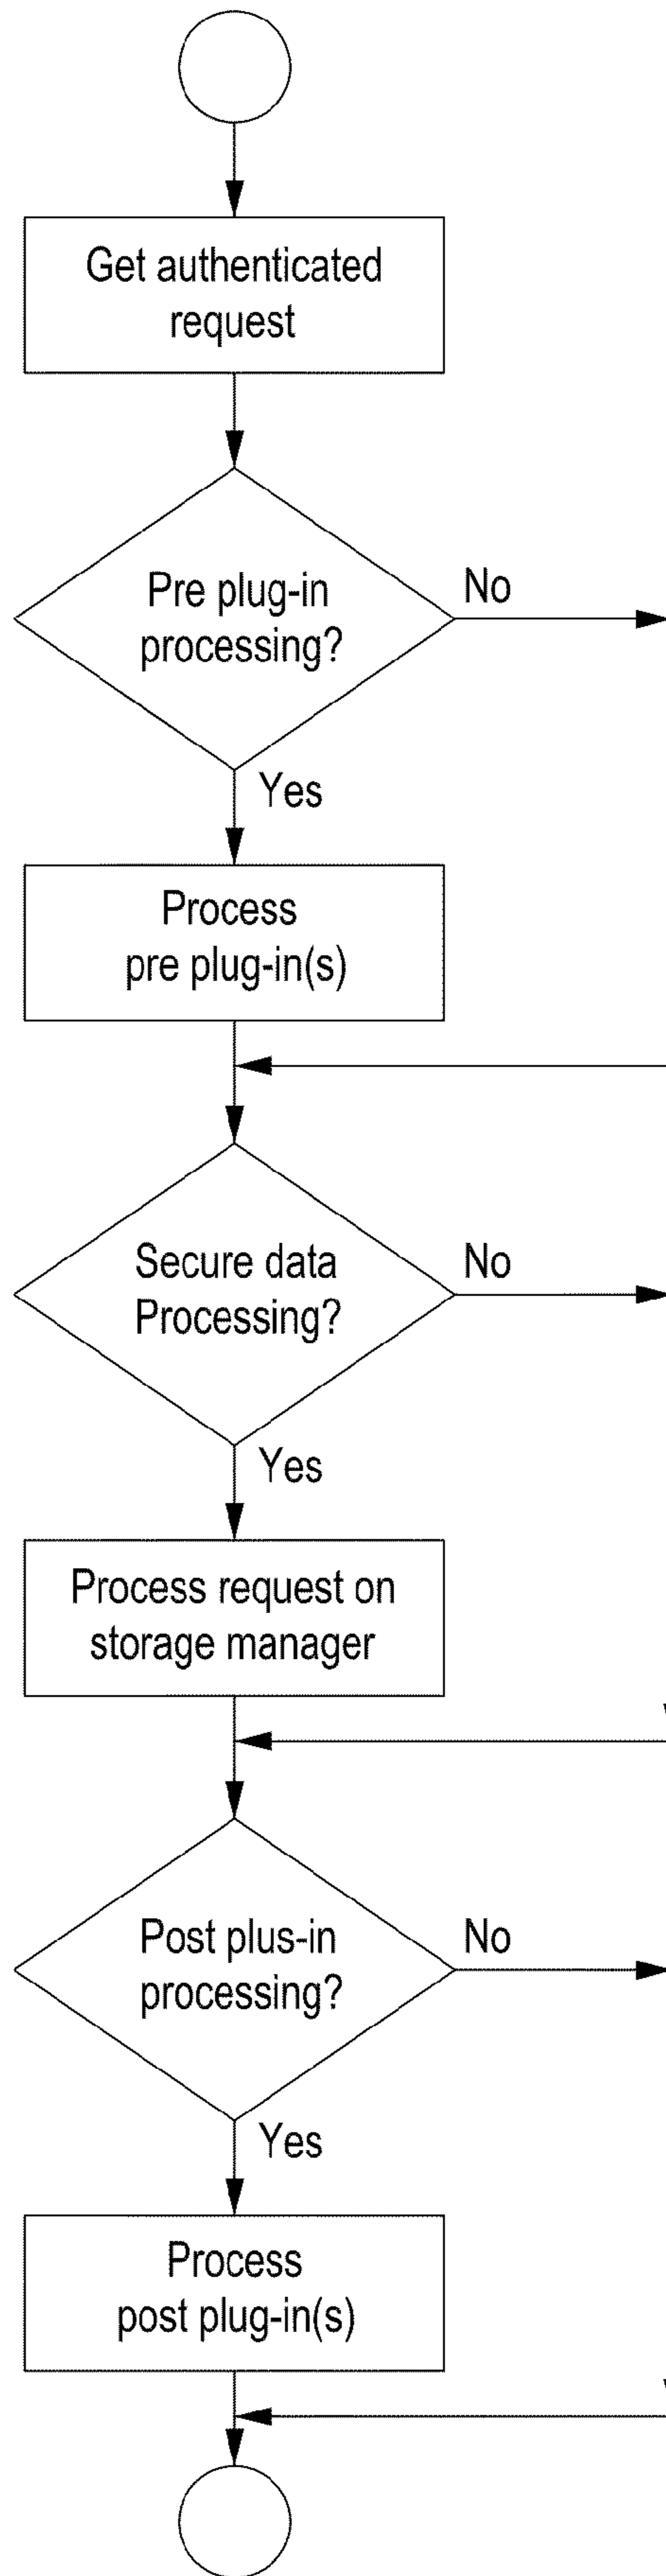 Get authenticated
request
Pre plug-in
processing?
No
Yes
Process
pre plug-in(s)
Secure data
Processing?
No
Yes
Process request on
storage manager
Post plus-in
processing?
No
Yes
Process
post plug-in(s)